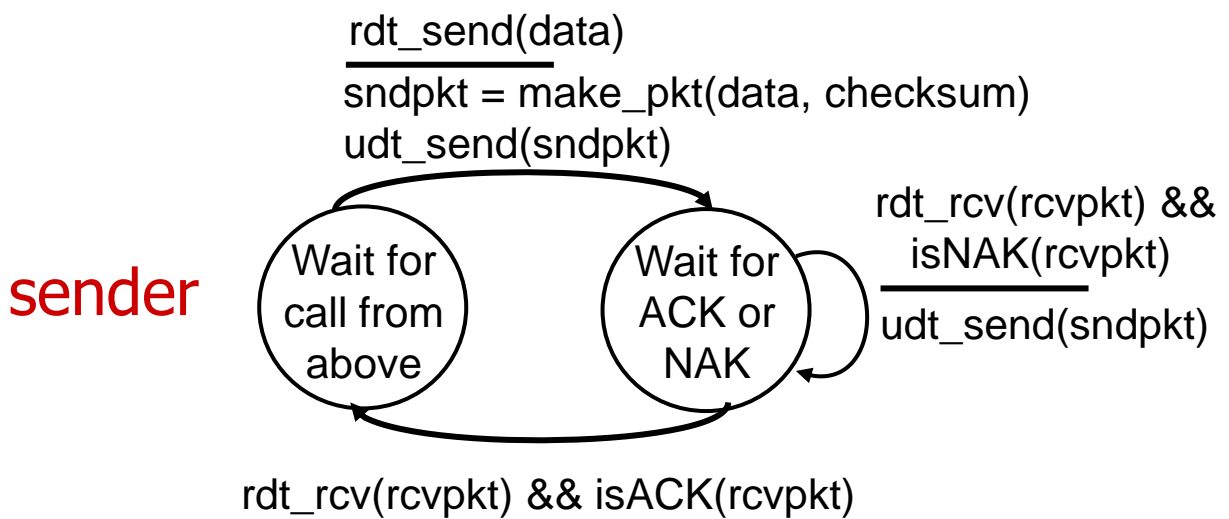 rdt_send(data)
sndpkt = make_pkt(data, checksum)
udt_send(sndpkt)
sender
Wait for
call from
above
Wait for
ACK or
NAK
rdt_rcv(rcvpkt) &&
isNAK(rcvpkt)
udt_send(sndpkt)
rdt_rcv(rcvpkt) && isACK(rcvpkt)